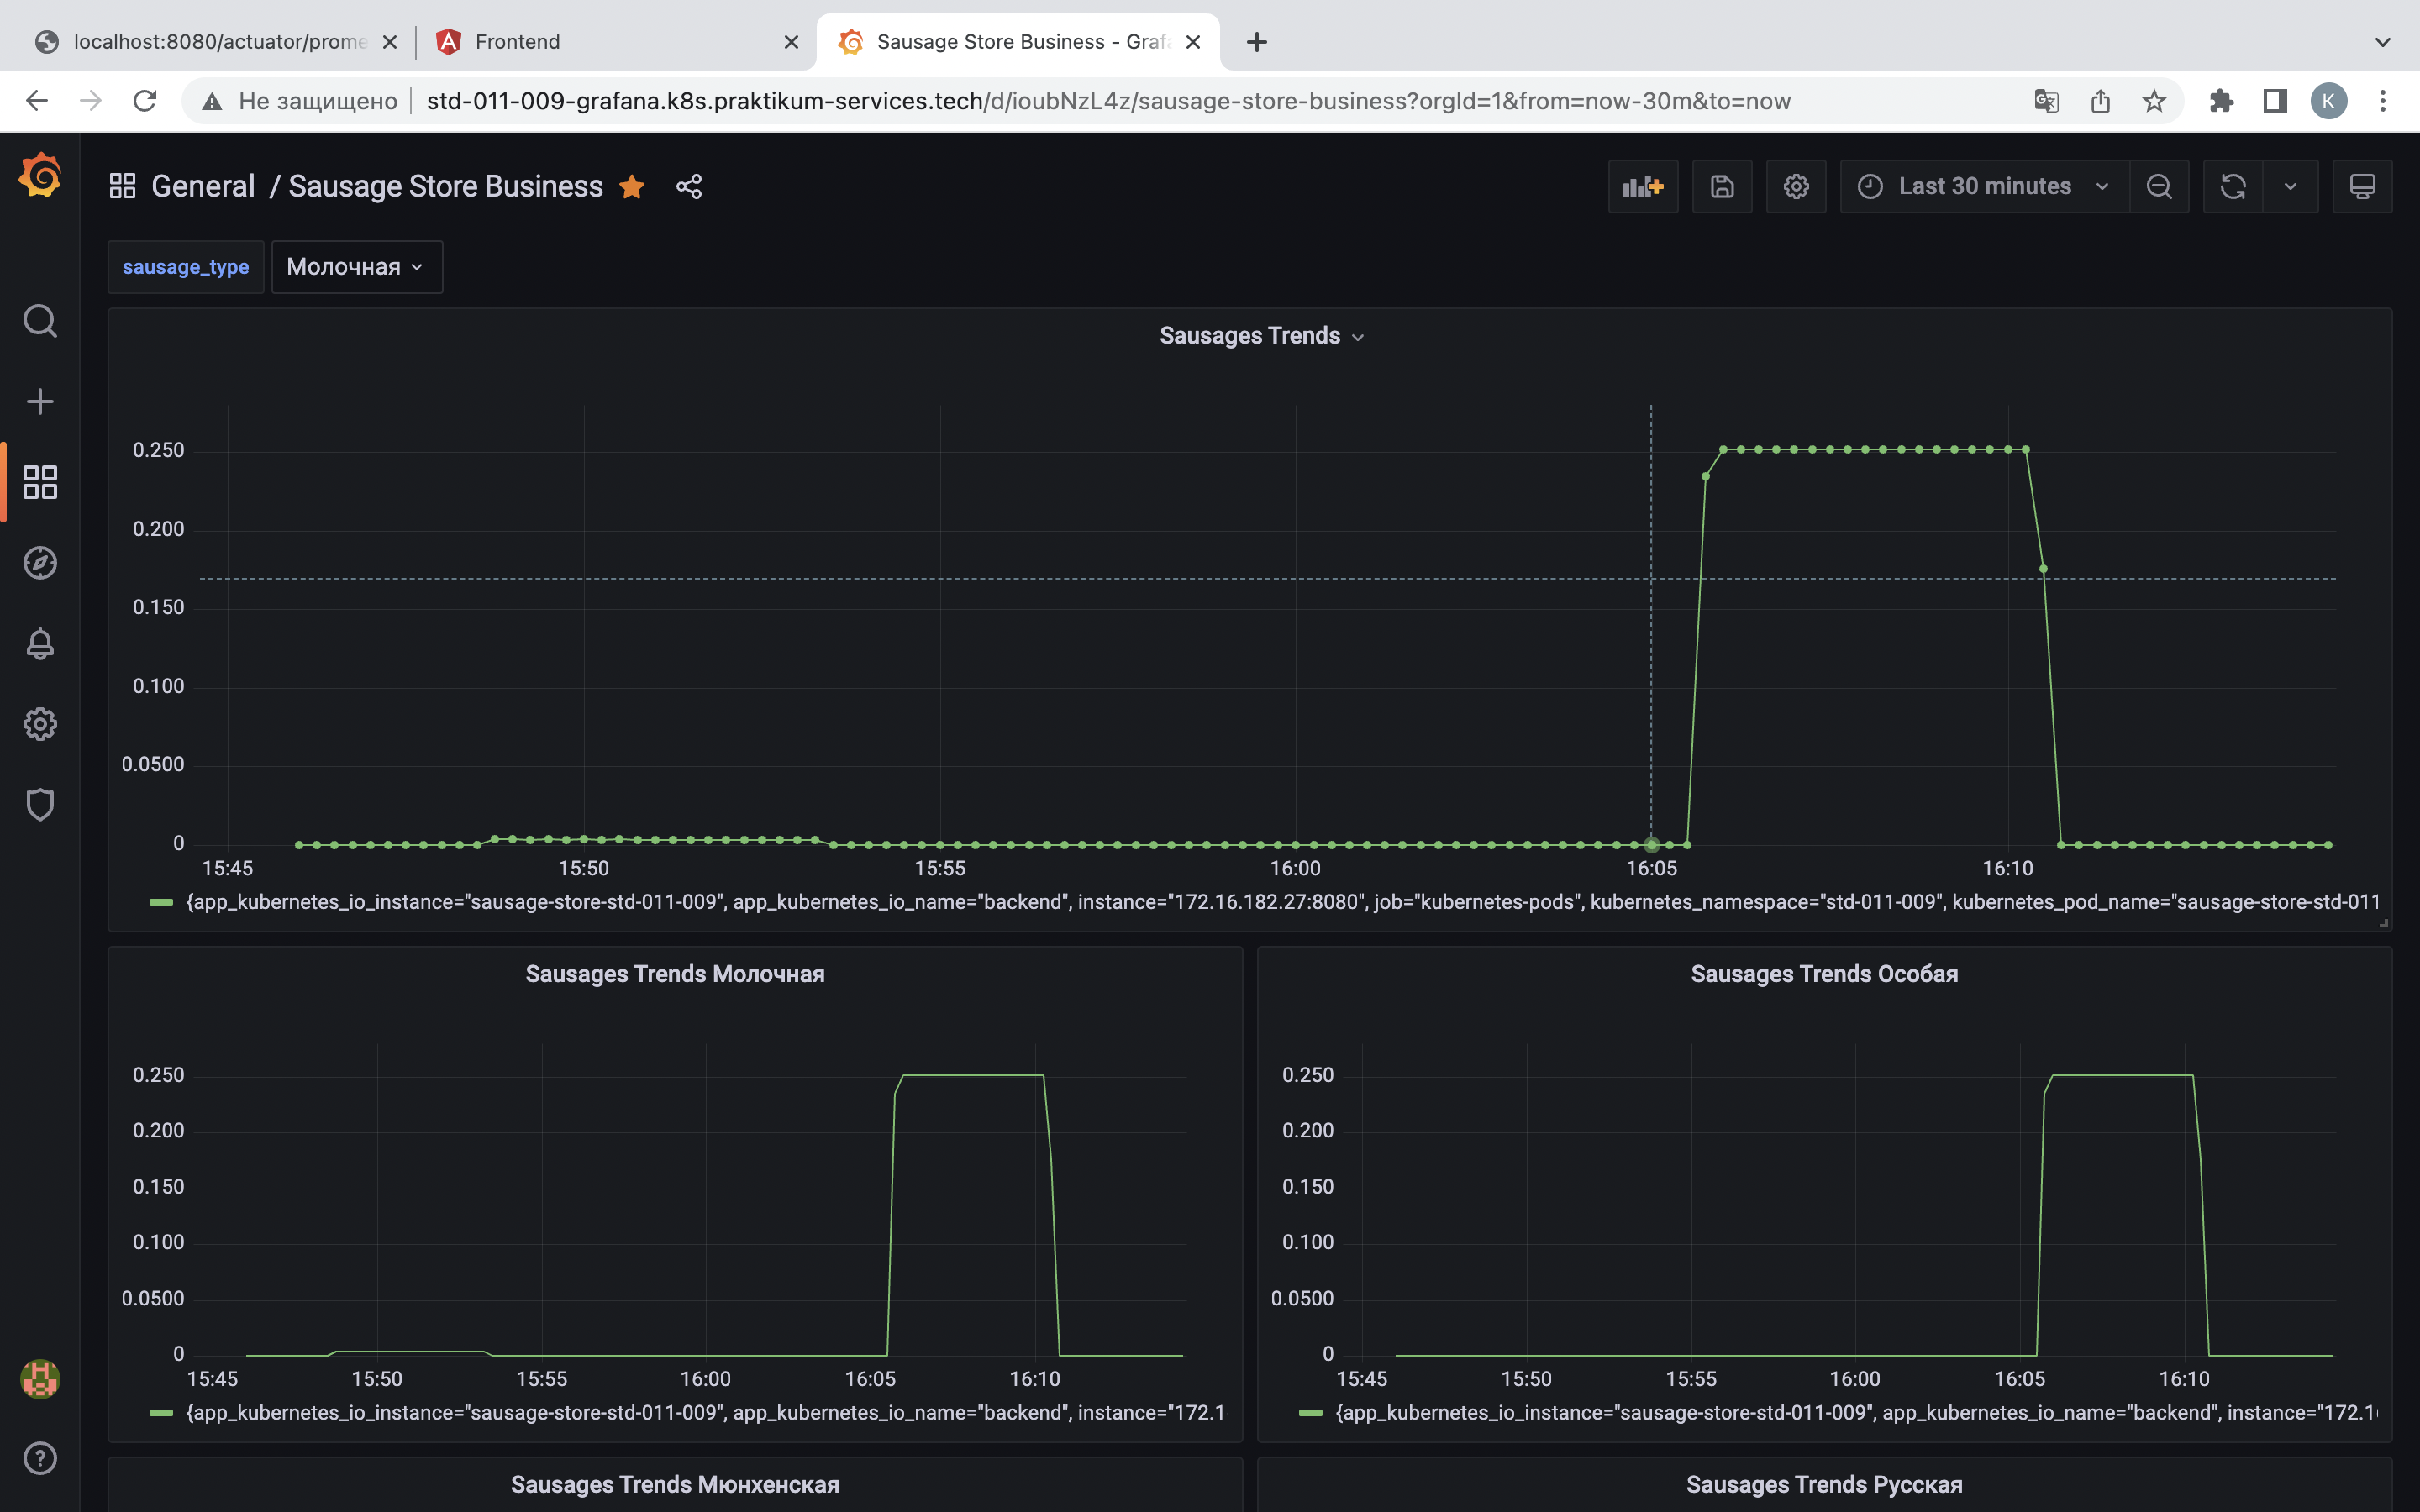 localhost:8080/actuator/prome
Frontend
Sausage Store Business - Grafa
Не защищено
std-011-009-grafana.k8s.praktikum-services.tech/d/ioubNzL4z/sausage-store-business?orgId=1&from=now-30m&to=now
K
General / Sausage Store Business
Last 30 minutes
sausage_type
Молочная
Sausages Trends
0.250
0.200
0.150
0.100
0.0500
0
15:45 15:50 15:55 16:00 16:05 16:10
{app_kubernetes_io_instance="sausage-store-std-011-009", app_kubernetes_io_name="backend", instance="172.16.182.27:8080", job="kubernetes-pods", kubernetes_namespace="std-011-009", kubernetes_pod_name="sausage-store-std-011
Sausages Trends Молочная
0.250
0.200
0.150
0.100
0.0500
0
15:45 15:50 15:55 16:00 16:05 16:10
{app_kubernetes_io_instance="sausage-store-std-011-009", app_kubernetes_io_name="backend", instance="172.1
Sausages Trends Особая
0.250
0.200
0.150
0.100
0.0500
0
15:45 15:50 15:55 16:00 16:05 16:10
{app_kubernetes_io_instance="sausage-store-std-011-009", app_kubernetes_io_name="backend", instance="172.1
Sausages Trends Мюнхенская
Sausages Trends Русская